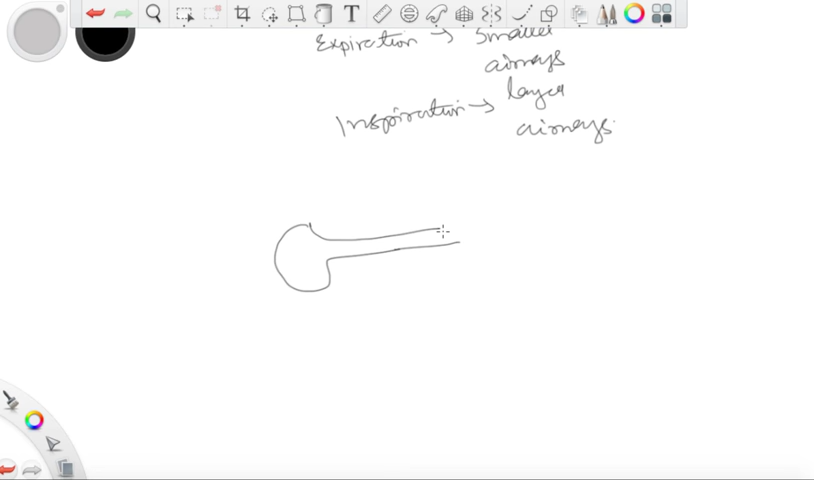 Expiration → smaller
airways
Inspiration → larger
airways.